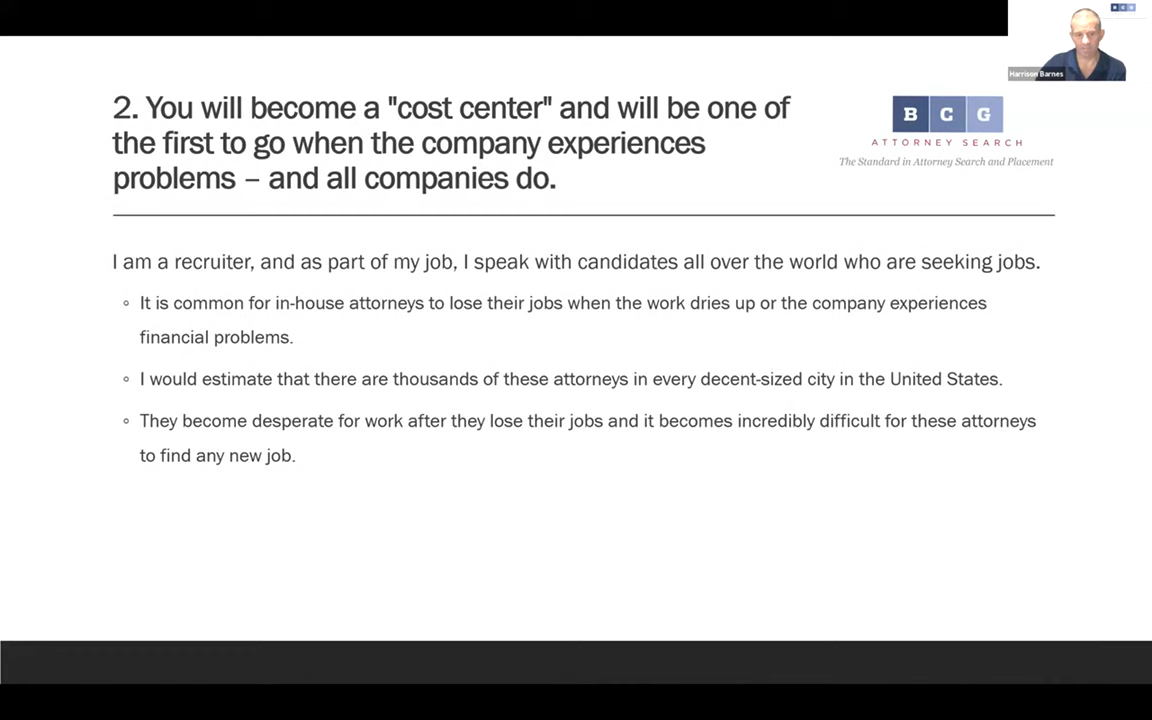 B C G
Harrison Barnes
2. You will become a "cost center" and will be one of
the first to go when the company experiences
problems – and all companies do.
B C G
ATTORNEY SEARCH
The Standard in Attorney Search and Placement
I am a recruiter, and as part of my job, I speak with candidates all over the world who are seeking jobs.
◦ It is common for in-house attorneys to lose their jobs when the work dries up or the company experiences
financial problems.
◦ I would estimate that there are thousands of these attorneys in every decent-sized city in the United States.
◦ They become desperate for work after they lose their jobs and it becomes incredibly difficult for these attorneys
to find any new job.